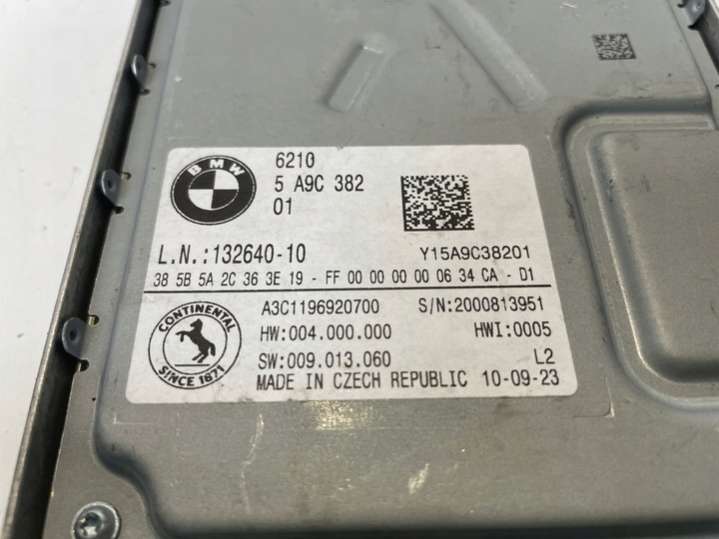 BMW
6210
5 A9C 382
01
L.N.:132640-10
Y15A9C38201
38 5B 5A 2C 36 3E 19 - FF 00 00 00 00 06 34 CA - D1
CONTINENTAL
SINCE 1871
A3C1196920700 S/N:2000813951
HW:004.000.000 HWI:0005
SW:009.013.060 L2
MADE IN CZECH REPUBLIC 10-09-23